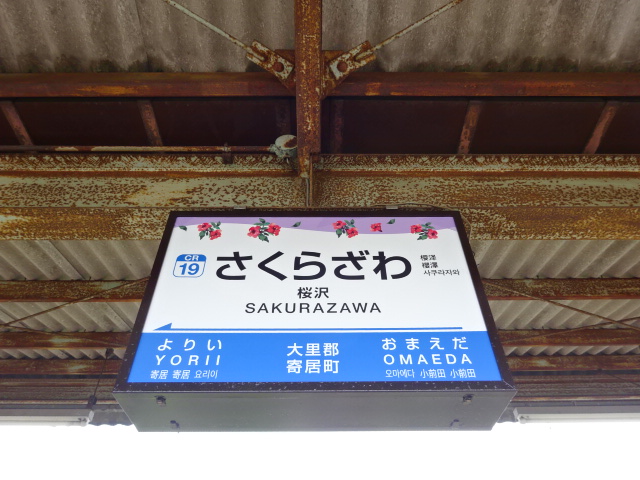 CR
19
さくらざわ
櫻澤
사쿠라자와
桜沢
SAKURAZAWA
よりい
YORII
寄居 寄居 요리이
大里郡
寄居町
おまえだ
OMAEDA
오마에다 小前田 小前田